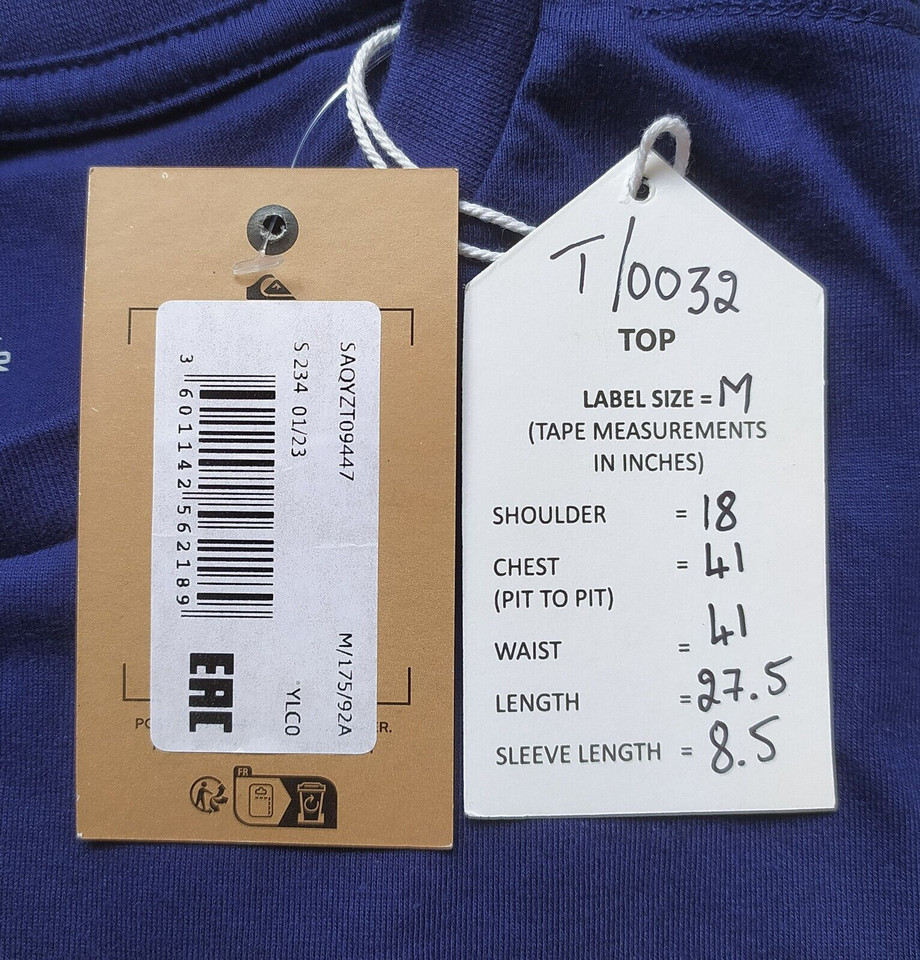 SAQYZT09447
S 234 01/23
3 601142 562189
M/175/92A
YLC0
EAC
FR
T/0032
TOP
LABEL SIZE = M
(TAPE MEASUREMENTS
IN INCHES)
SHOULDER = 18
CHEST = 41
(PIT TO PIT)
WAIST = 41
LENGTH = 27.5
SLEEVE LENGTH = 8.5